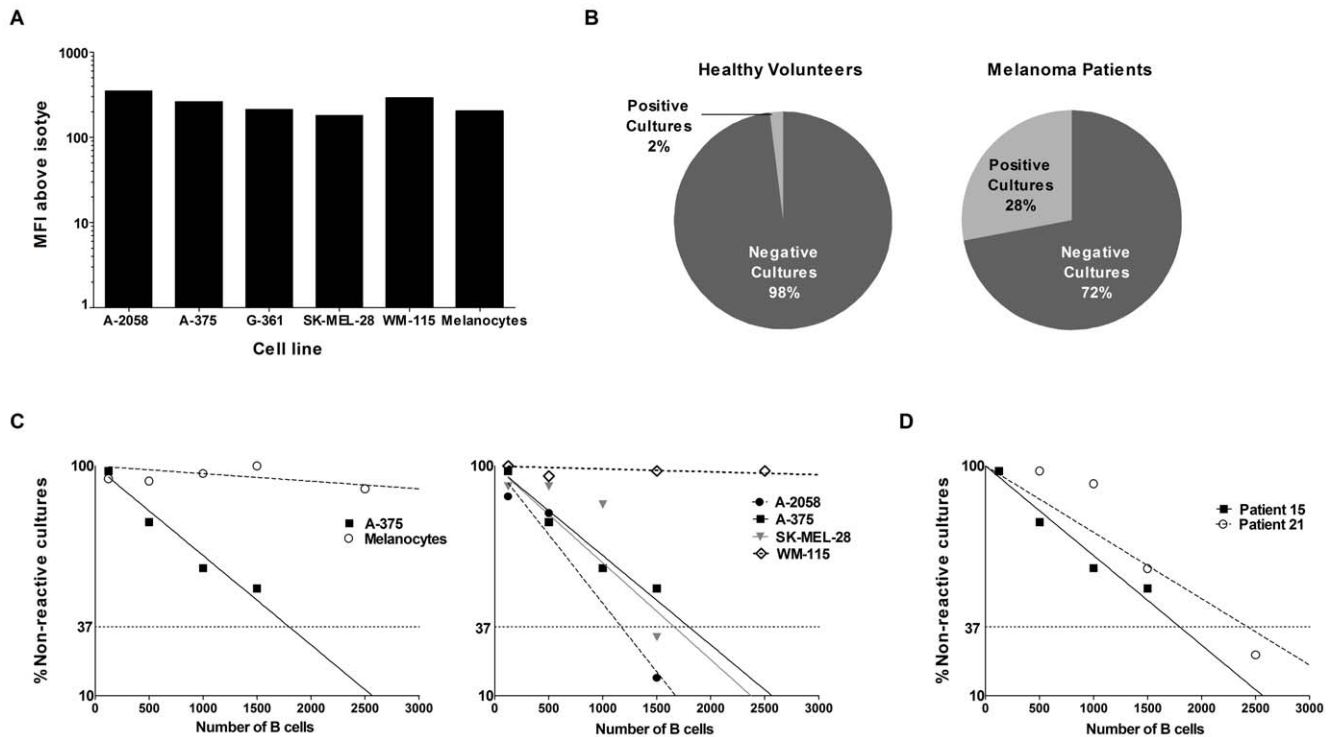 A
MFI above isotye
1000
100
10
1
A-2058 A-375 G-361 SK-MEL-28 WM-115 Melanocytes
Cell line
B
Healthy Volunteers
Positive
Cultures
2%
Negative
Cultures
98%
Melanoma Patients
Positive
Cultures
28%
Negative
Cultures
72%
C
%Non-reactive cultures
100
37
10
A-375
Melanocytes
0 500 1000 1500 2000 2500 3000
Number of B cells
100
37
10
A-2058
A-375
SK-MEL-28
WM-115
0 500 1000 1500 2000 2500 3000
Number of B cells
D
%Non-reactive cultures
100
37
10
Patient 15
Patient 21
0 500 1000 1500 2000 2500 3000
Number of B cells